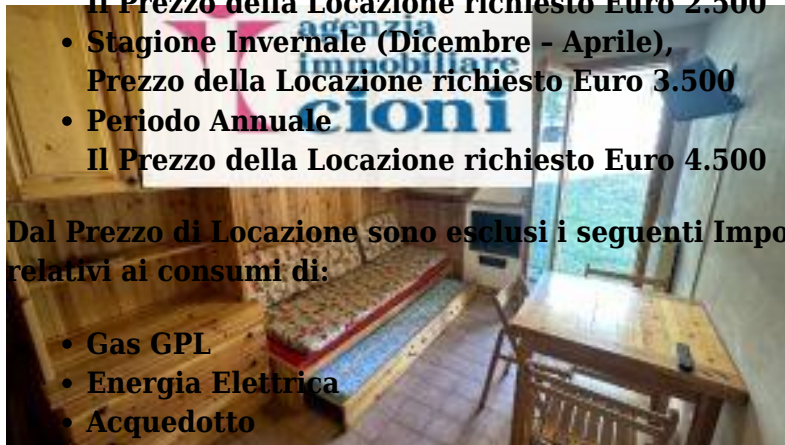 Il Prezzo della Locazione richiesto Euro 2.500
• Stagione Invernale (Dicembre – Aprile),
Prezzo della Locazione richiesto Euro 3.500
• Periodo Annuale
Il Prezzo della Locazione richiesto Euro 4.500
agenzia
immobiliare
cioni
Dal Prezzo di Locazione sono esclusi i seguenti
relativi ai consumi di:
• Gas GPL
• Energia Elettrica
• Acquedotto